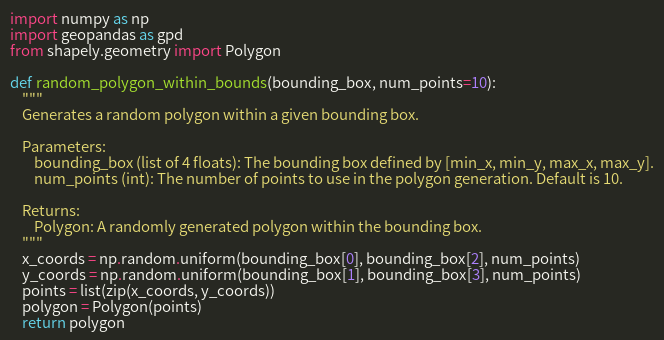 import numpy as np
import geopandas as gpd
from shapely.geometry import Polygon
def random_polygon_within_bounds(bounding_box, num_points=10):
"""
Generates a random polygon within a given bounding box.
Parameters:
bounding_box (list of 4 floats): The bounding box defined by [min_x, min_y, max_x, max_y].
num_points (int): The number of points to use in the polygon generation. Default is 10.
Returns:
Polygon: A randomly generated polygon within the bounding box.
"""
x_coords = np.random.uniform(bounding_box[0], bounding_box[2], num_points)
y_coords = np.random.uniform(bounding_box[1], bounding_box[3], num_points)
points = list(zip(x_coords, y_coords))
polygon = Polygon(points)
return polygon